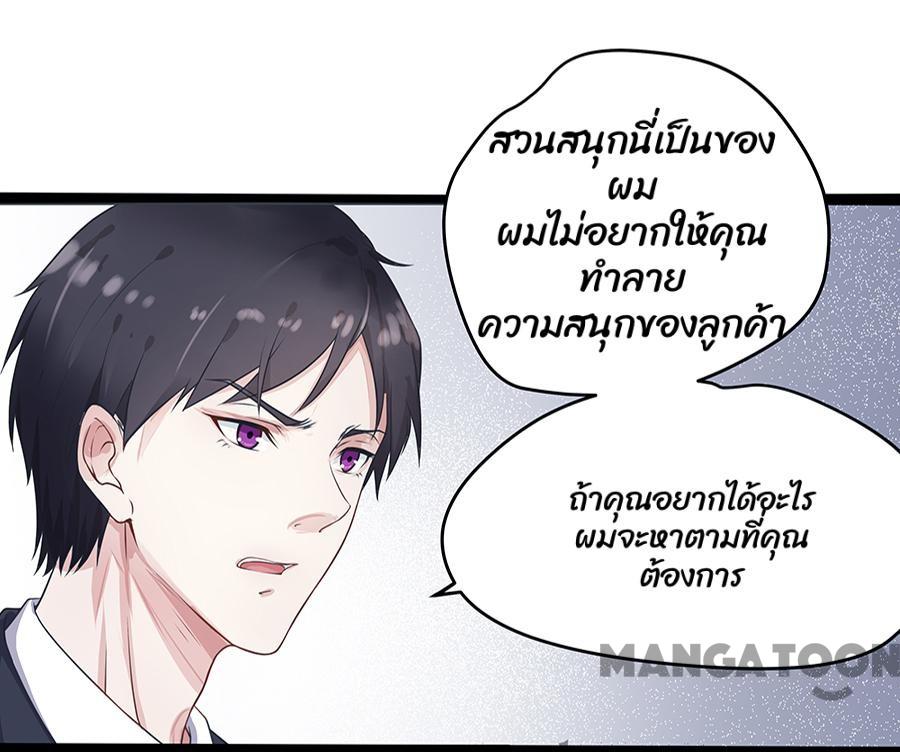 สวนสนุกนี่เป็นของ
ผม
ผมไม่อยากให้คุณ
ทำลาย
ความสนุกของลูกค้า
ถ้าคุณอยากได้อะไร
ผมจะหาตามที่คุณ
ต้องการ
MANGATOON